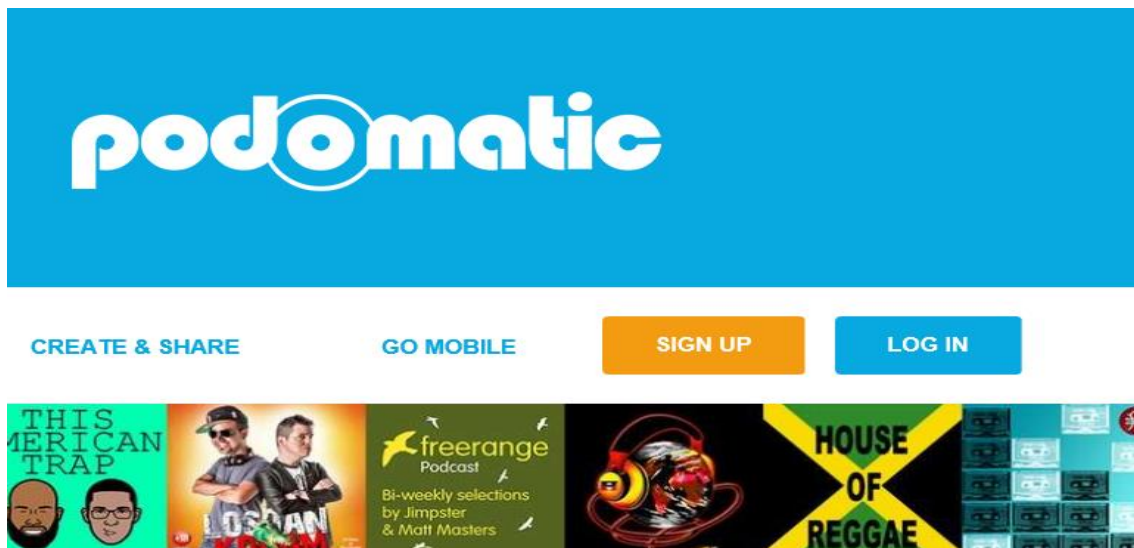 podomatic
CREATE & SHARE
GO MOBILE
SIGN UP
LOG IN
THIS
MERICAN
TRAP
freerange
Podcast
Bi-weekly selections
by Jimpster
& Matt Masters
HOUSE
OF
REGGAE